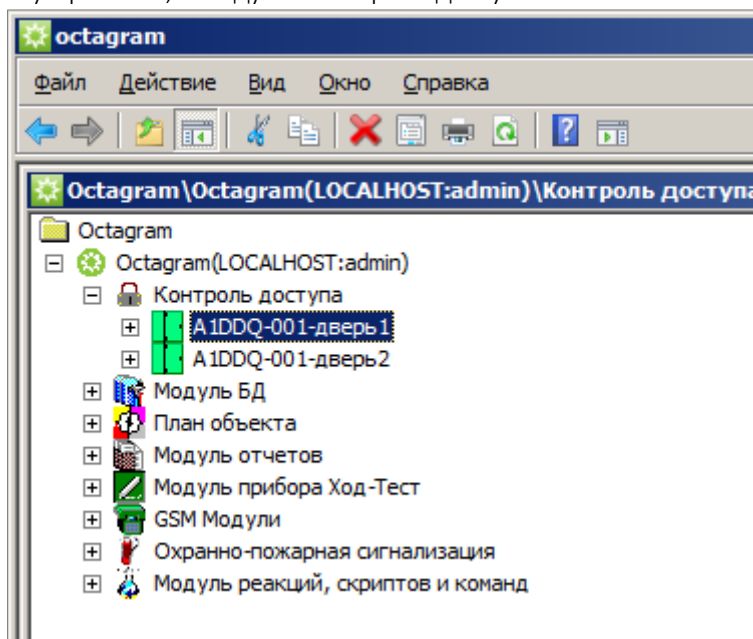 octagram
Файл Действие Вид Окно Справка
Octagram\Octagram(LOCALHOST:admin)\Контроль доступа
Octagram
Octagram(LOCALHOST:admin)
Контроль доступа
A1DDQ-001-дверь1
A1DDQ-001-дверь2
Модуль БД
План объекта
Модуль отчетов
Модуль прибора Ход-Тест
GSM Модули
Охранно-пожарная сигнализация
Модуль реакций, скриптов и команд